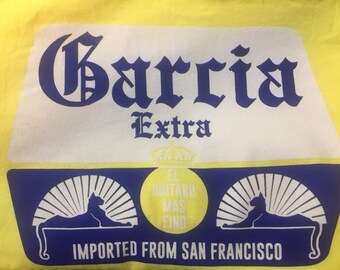 Garcia
Extra
EL
GUITARO
MAS
FINO
IMPORTED FROM SAN FRANCISCO